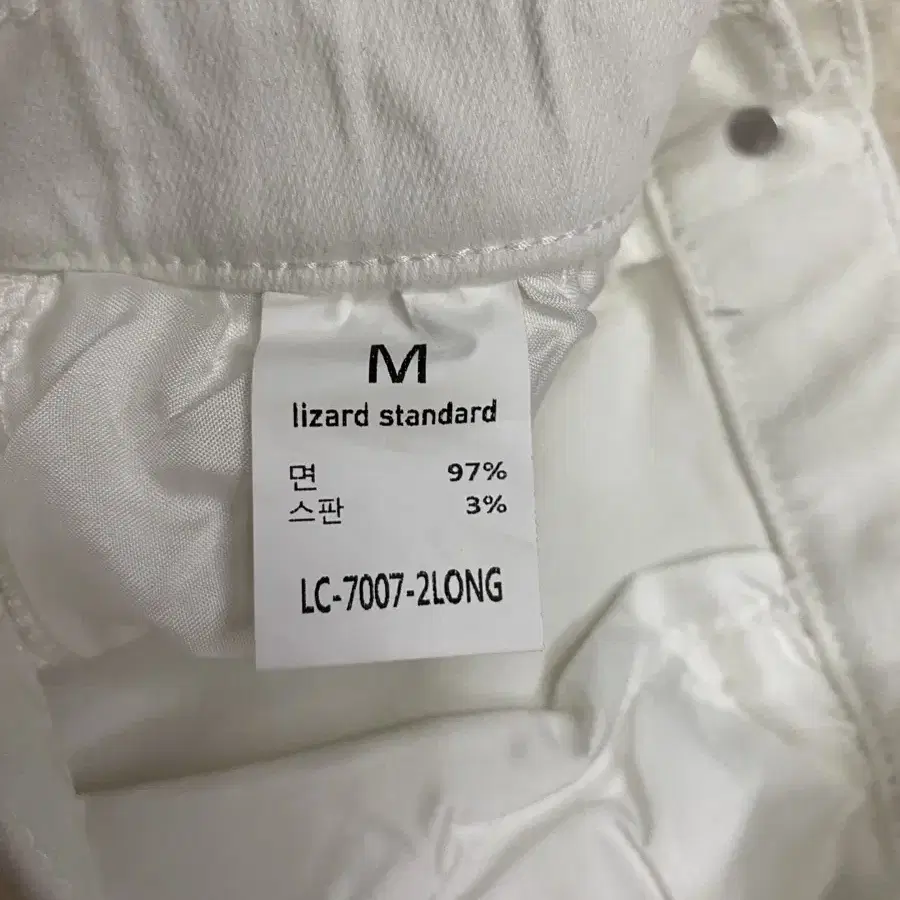 M
lizard standard
면 97%
스판 3%
LC-7007-2LONG